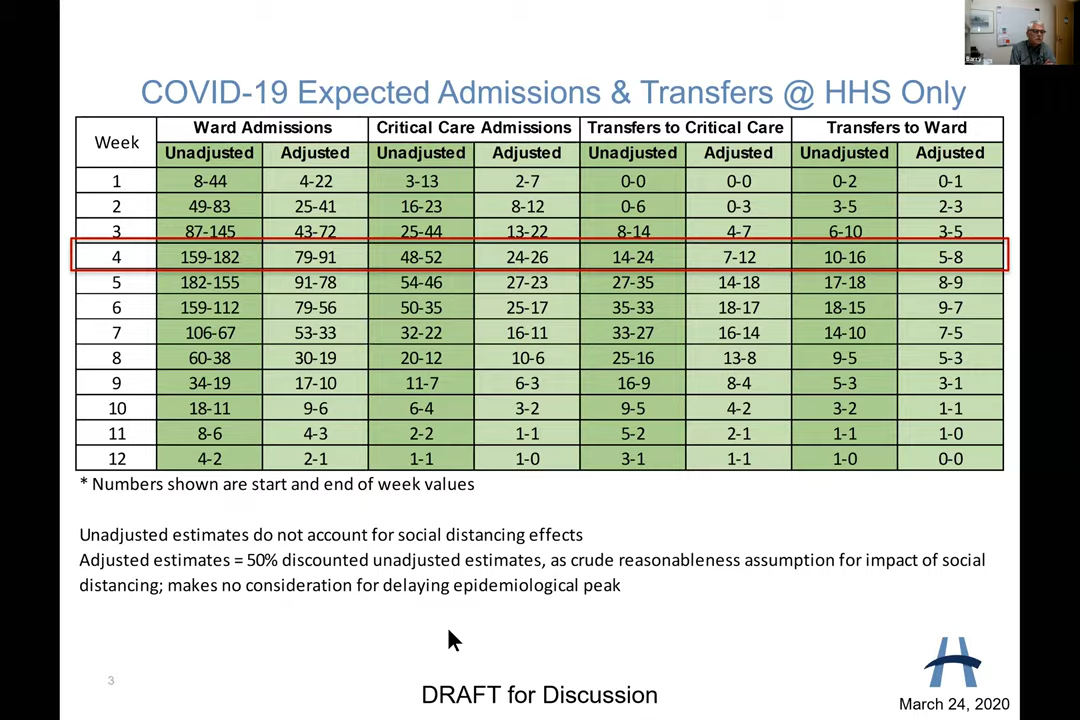 Barry
COVID-19 Expected Admissions & Transfers @ HHS Only
Week Ward Admissions Critical Care Admissions Transfers to Critical Care Transfers to Ward
Unadjusted Adjusted Unadjusted Adjusted Unadjusted Adjusted Unadjusted Adjusted
1 8-44 4-22 3-13 2-7 0-0 0-0 0-2 0-1
2 49-83 25-41 16-23 8-12 0-6 0-3 3-5 2-3
3 87-145 43-72 25-44 13-22 8-14 4-7 6-10 3-5
4 159-182 79-91 48-52 24-26 14-24 7-12 10-16 5-8
5 182-155 91-78 54-46 27-23 27-35 14-18 17-18 8-9
6 159-112 79-56 50-35 25-17 35-33 18-17 18-15 9-7
7 106-67 53-33 32-22 16-11 33-27 16-14 14-10 7-5
8 60-38 30-19 20-12 10-6 25-16 13-8 9-5 5-3
9 34-19 17-10 11-7 6-3 16-9 8-4 5-3 3-1
10 18-11 9-6 6-4 3-2 9-5 4-2 3-2 1-1
11 8-6 4-3 2-2 1-1 5-2 2-1 1-1 1-0
12 4-2 2-1 1-1 1-0 3-1 1-1 1-0 0-0
* Numbers shown are start and end of week values
Unadjusted estimates do not account for social distancing effects
Adjusted estimates = 50% discounted unadjusted estimates, as crude reasonableness assumption for impact of social
distancing; makes no consideration for delaying epidemiological peak
3
DRAFT for Discussion
March 24, 2020